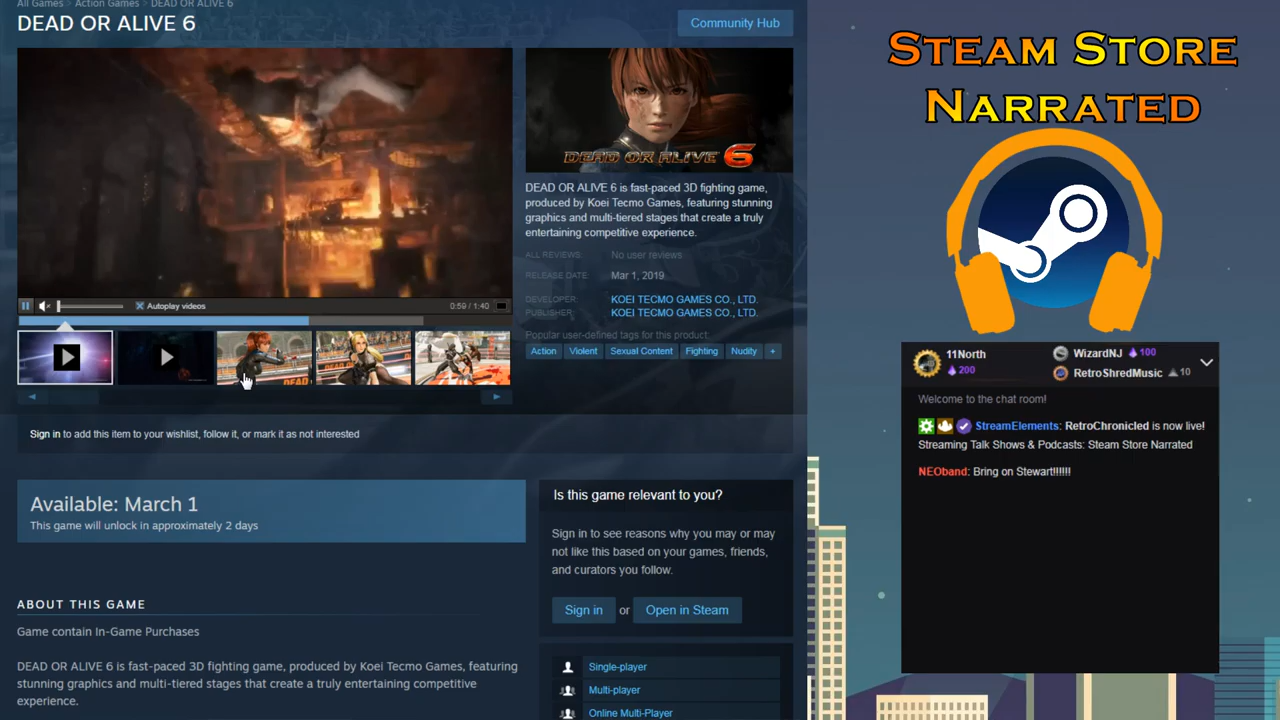 All Games > Action Games > DEAD OR ALIVE 6
DEAD OR ALIVE 6
Community Hub
DEAD OR ALIVE 6
DEAD OR ALIVE 6 is fast-paced 3D fighting game,
produced by Koei Tecmo Games, featuring stunning
graphics and multi-tiered stages that create a truly
entertaining competitive experience.
ALL REVIEWS: No user reviews
RELEASE DATE: Mar 1, 2019
DEVELOPER: KOEI TECMO GAMES CO., LTD.
PUBLISHER: KOEI TECMO GAMES CO., LTD.
Popular user-defined tags for this product:
Action Violent Sexual Content Fighting Nudity +
Autoplay videos 0:59 / 1:40
DEAD
DEAD
Sign in to add this item to your wishlist, follow it, or mark it as not interested
Available: March 1
This game will unlock in approximately 2 days
ABOUT THIS GAME
Game contain In-Game Purchases
DEAD OR ALIVE 6 is fast-paced 3D fighting game, produced by Koei Tecmo Games, featuring
stunning graphics and multi-tiered stages that create a truly entertaining competitive
experience.
Is this game relevant to you?
Sign in to see reasons why you may or may
not like this based on your games, friends,
and curators you follow.
Sign in or Open in Steam
Single-player
Multi-player
Online Multi-Player
STEAM STORE
NARRATED
11North
200
WizardNJ 100
RetroShredMusic 10
Welcome to the chat room!
StreamElements: RetroChronicled is now live!
Streaming Talk Shows & Podcasts: Steam Store Narrated
NEOband: Bring on Stewart!!!!!!